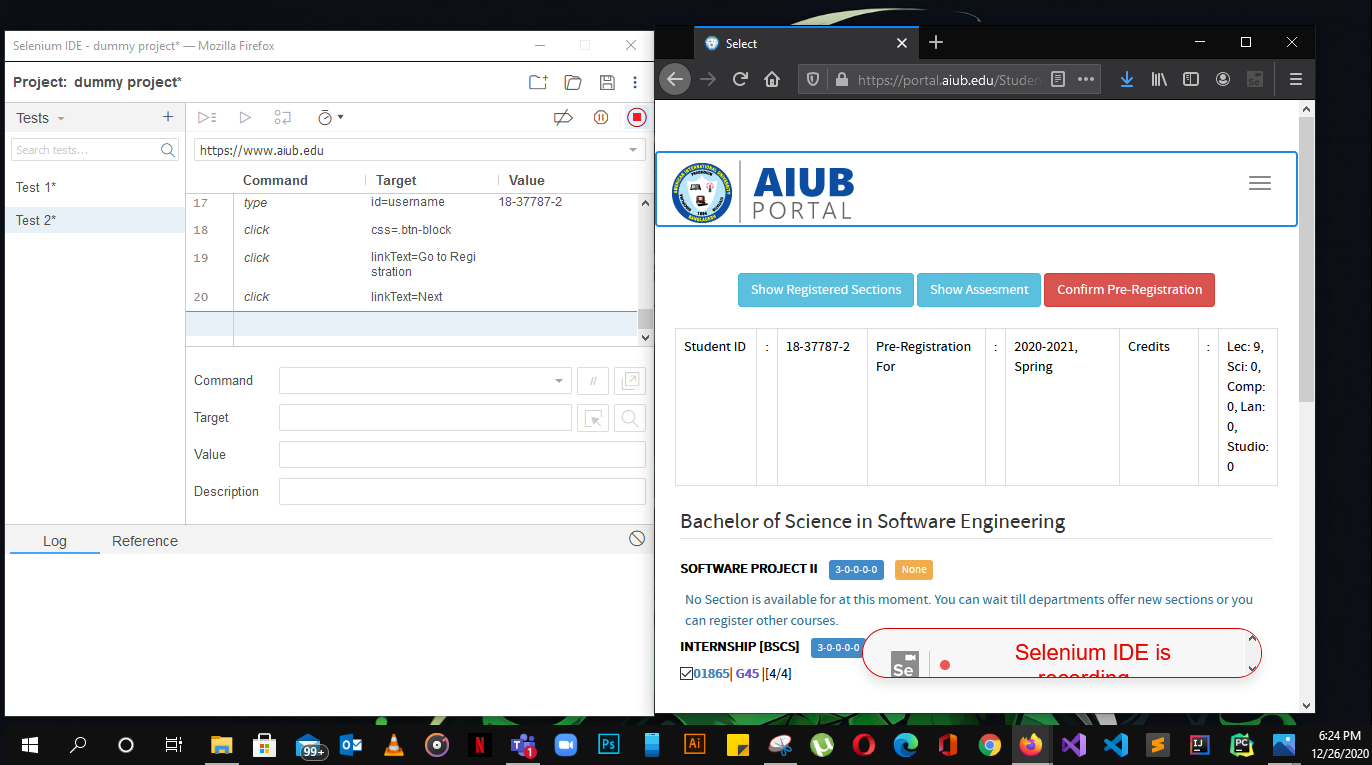 Selenium IDE - dummy project* — Mozilla Firefox
Project: dummy project*
Tests
Search tests...
Test 1*
Test 2*
https://www.aiub.edu
Command Target Value
17 type id=username 18-37787-2
18 click css=.btn-block
19 click linkText=Go to Regi
stration
20 click linkText=Next
Command
//
Target
Value
Description
Log Reference
Select
https://portal.aiub.edu/Studen
Se
AIUB
PORTAL
Show Registered Sections Show Assesment Confirm Pre-Registration
Student ID : 18-37787-2 Pre-Registration For : 2020-2021, Spring Credits : Lec: 9, Sci: 0, Comp: 0, Lan: 0, Studio: 0
Bachelor of Science in Software Engineering
SOFTWARE PROJECT II 3-0-0-0 None
No Section is available for at this moment. You can wait till departments offer new sections or you
can register other courses.
INTERNSHIP [BSCS] 3-0-0-0
01865| G45 |[4/4]
Se
Selenium IDE is
recording
99+
Ps
Ai
IJ
PC
6:24 PM
12/26/2020